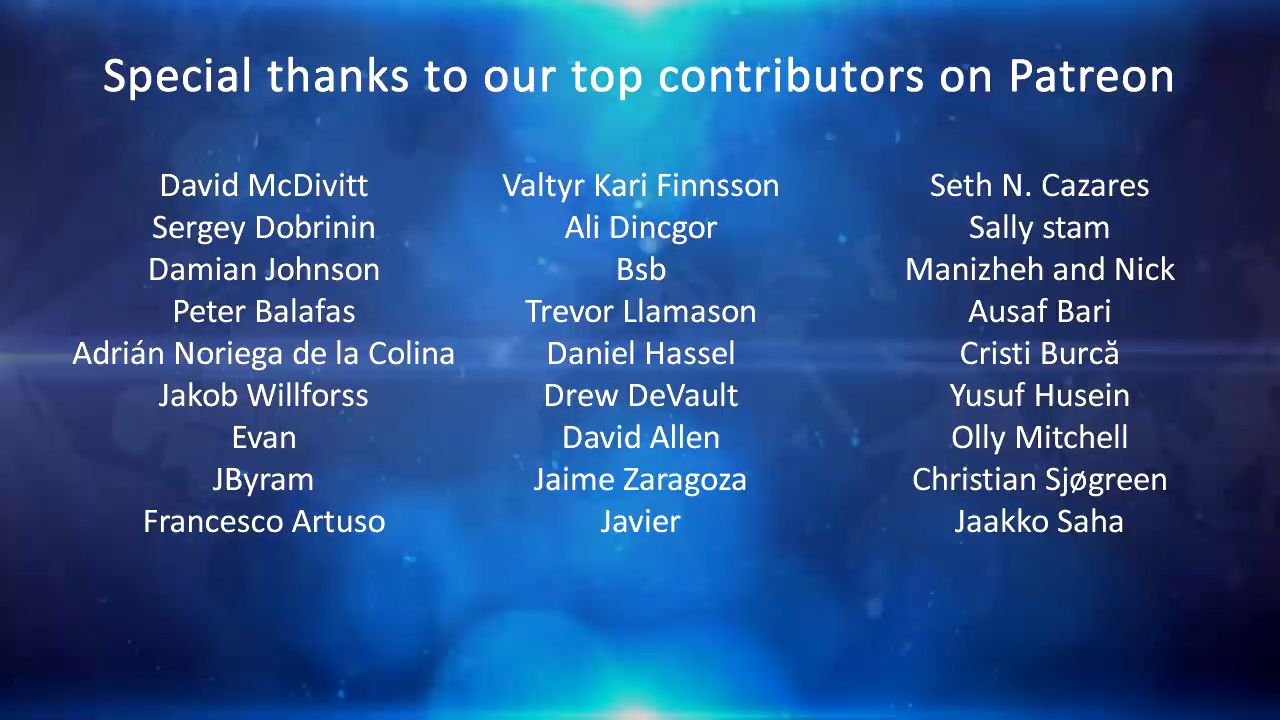 Special thanks to our top contributors on Patreon
David McDivitt
Sergey Dobrinin
Damian Johnson
Peter Balafas
Adrián Noriega de la Colina
Jakob Willforss
Evan
JByram
Francesco Artuso
Valtyr Kari Finnsson
Ali Dincgor
Bsb
Trevor Llamason
Daniel Hassel
Drew DeVault
David Allen
Jaime Zaragoza
Javier
Seth N. Cazares
Sally stam
Manizheh and Nick
Ausaf Bari
Cristi Burcă
Yusuf Husein
Olly Mitchell
Christian Sjøgreen
Jaakko Saha